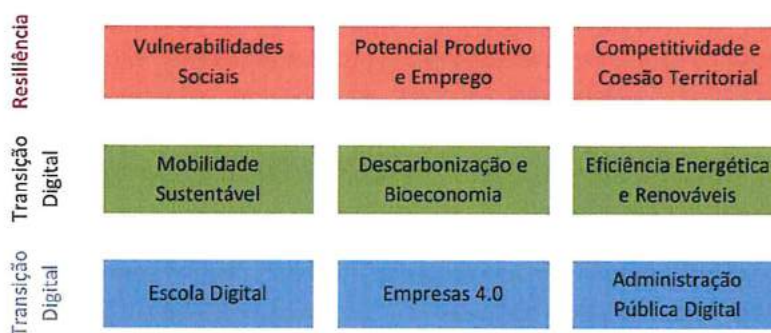 Resiliência
Vulnerabilidades
Sociais
Potencial Produtivo
e Emprego
Competitividade e
Coesão Territorial
Transição
Digital
Mobilidade
Sustentável
Descarbonização e
Bioeconomia
Eficiência Energética
e Renováveis
Transição
Digital
Escola Digital
Empresas 4.0
Administração
Pública Digital